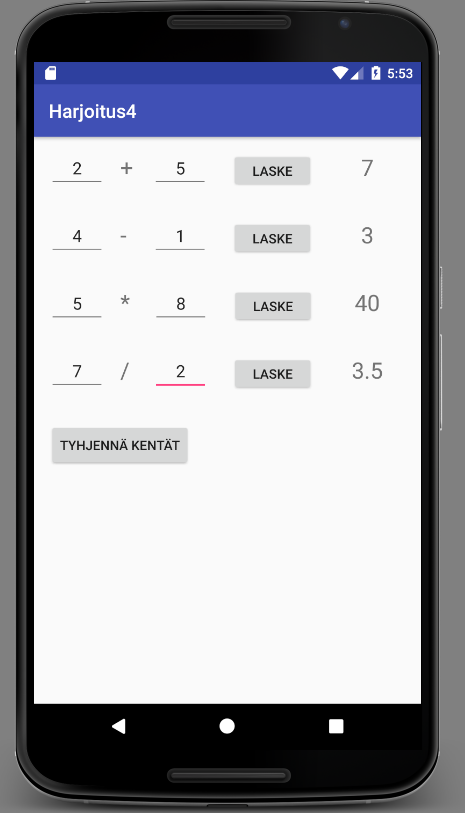 5:53
Harjoitus4
2 + 5 LASKE 7
4 - 1 LASKE 3
5 * 8 LASKE 40
7 / 2 LASKE 3.5
TYHJENNÄ KENTÄT